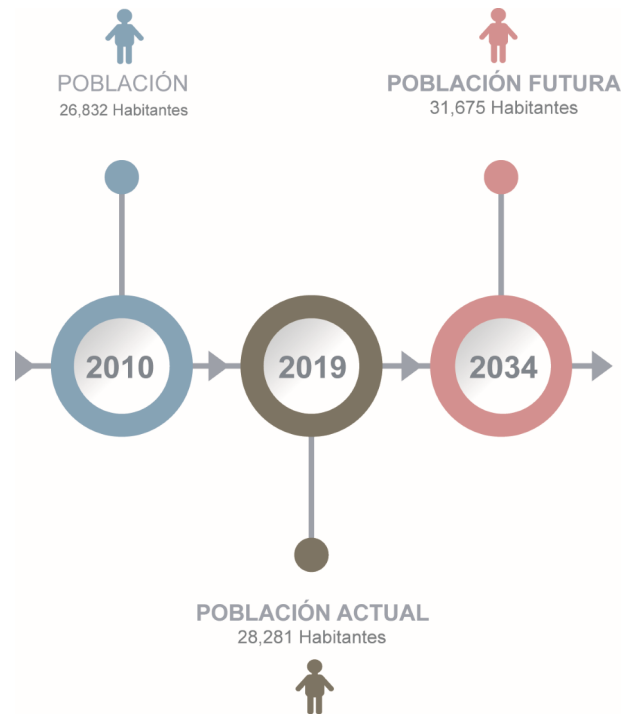 POBLACIÓN
26,832 Habitantes
POBLACIÓN FUTURA
31,675 Habitantes
2010
2019
2034
POBLACIÓN ACTUAL
28,281 Habitantes